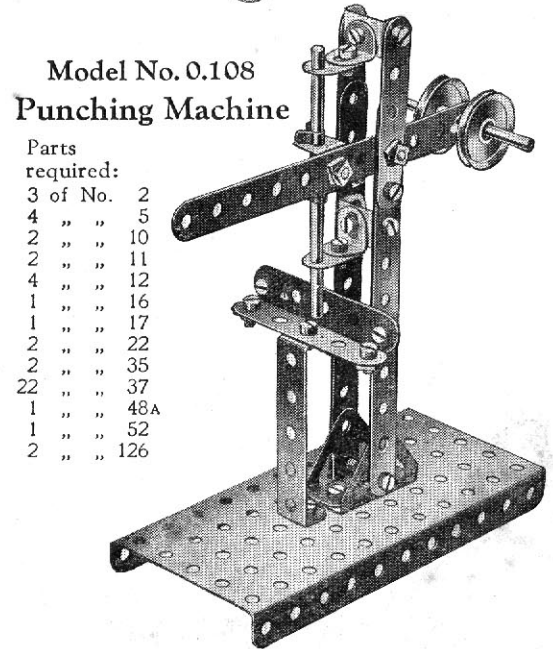 Model No. 0.108
Punching Machine
Parts
required:
3 of No. 2
4 „ „ 5
2 „ „ 10
2 „ „ 11
4 „ „ 12
1 „ „ 16
1 „ „ 17
2 „ „ 22
2 „ „ 35
22 „ „ 37
1 „ „ 48A
1 „ „ 52
2 „ „ 126